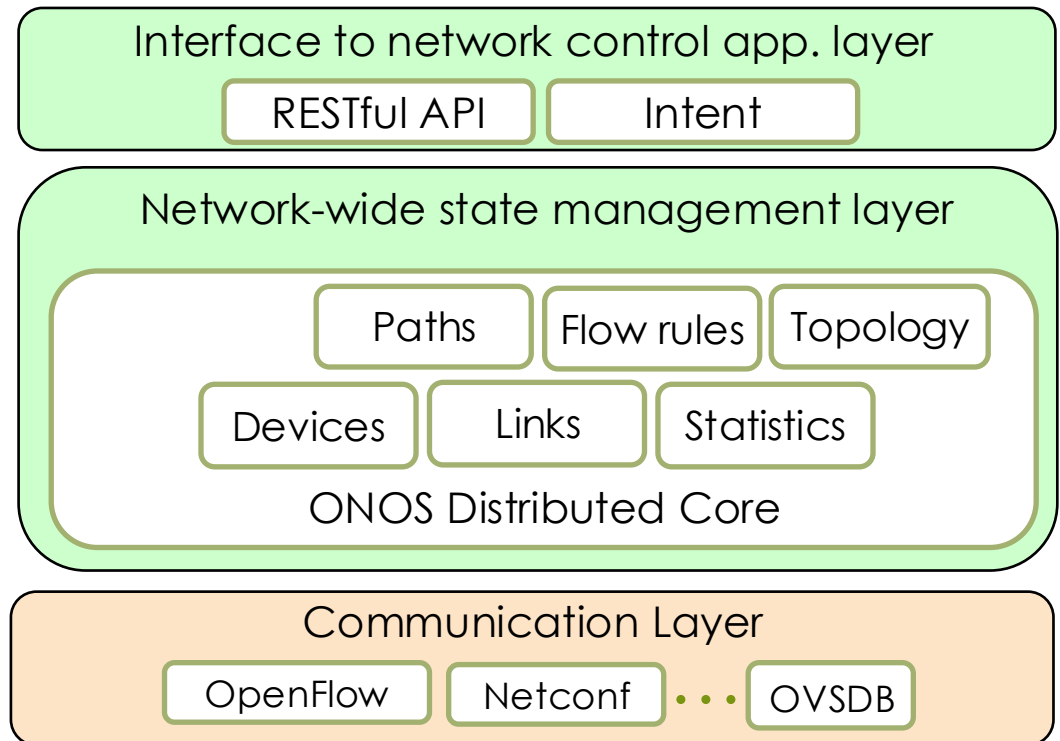 Interface to network control app. layer
RESTful API
Intent
Network-wide state management layer
Paths
Flow rules
Topology
Devices
Links
Statistics
ONOS Distributed Core
Communication Layer
OpenFlow
Netconf
...
OVSDB